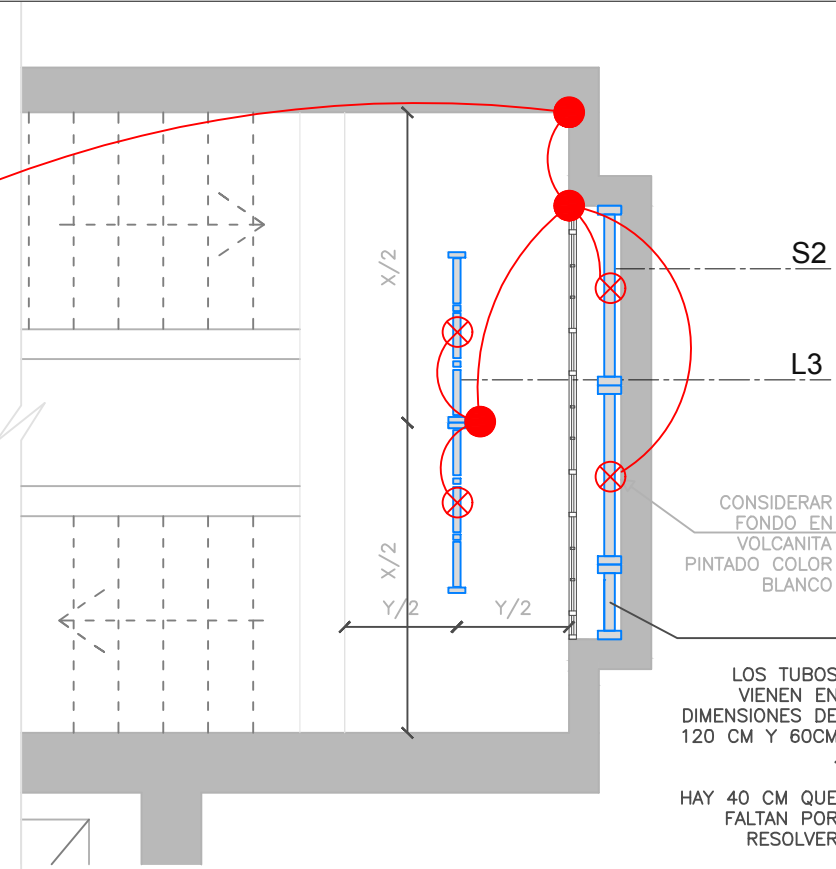 S2
X/2
L3
CONSIDERAR
FONDO EN
VOLCANITA
PINTADO COLOR
BLANCO
X/2
Y/2
Y/2
LOS TUBOS
VIENEN EN
DIMENSIONES DE
120 CM Y 60CM
HAY 40 CM QUE
FALTAN POR
RESOLVER